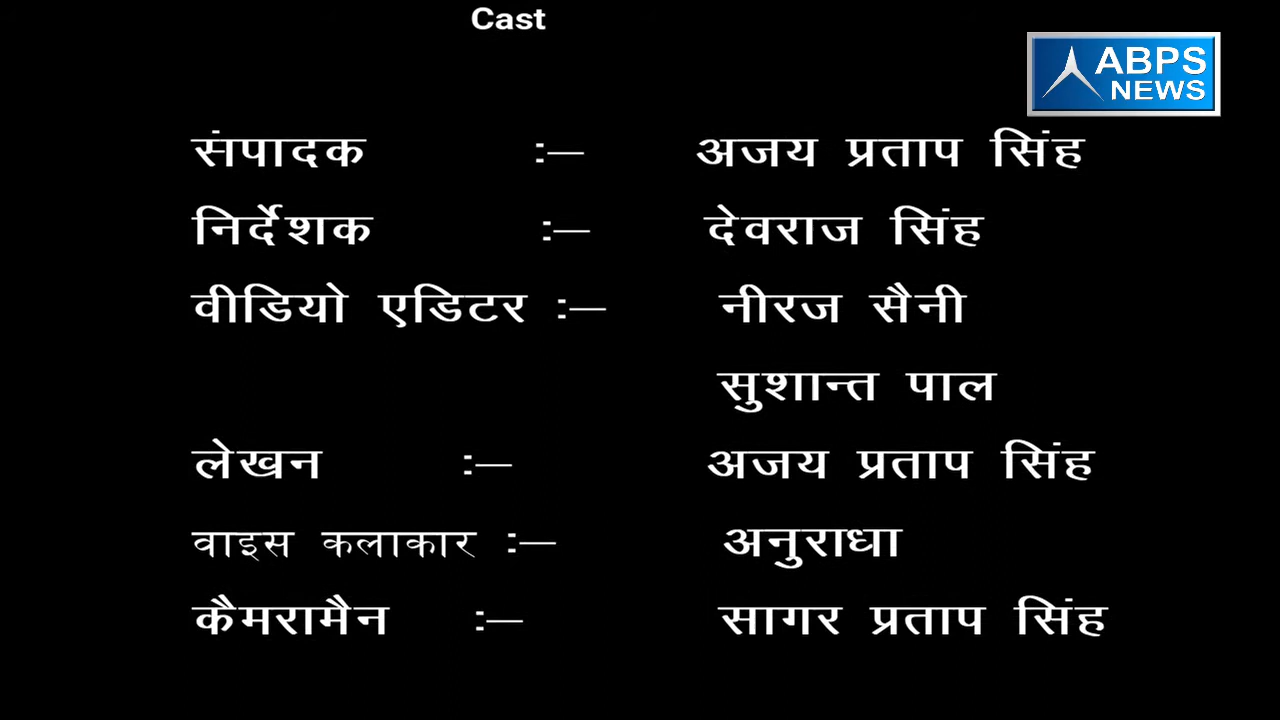 Cast
ABPS
NEWS
संपादक :— अजय प्रताप सिंह
निर्देशक :— देवराज सिंह
वीडियो एडिटर :— नीरज सैनी
सुशान्त पाल
लेखन :— अजय प्रताप सिंह
वाइस कलाकार :— अनुराधा
कैमरामैन :— सागर प्रताप सिंह